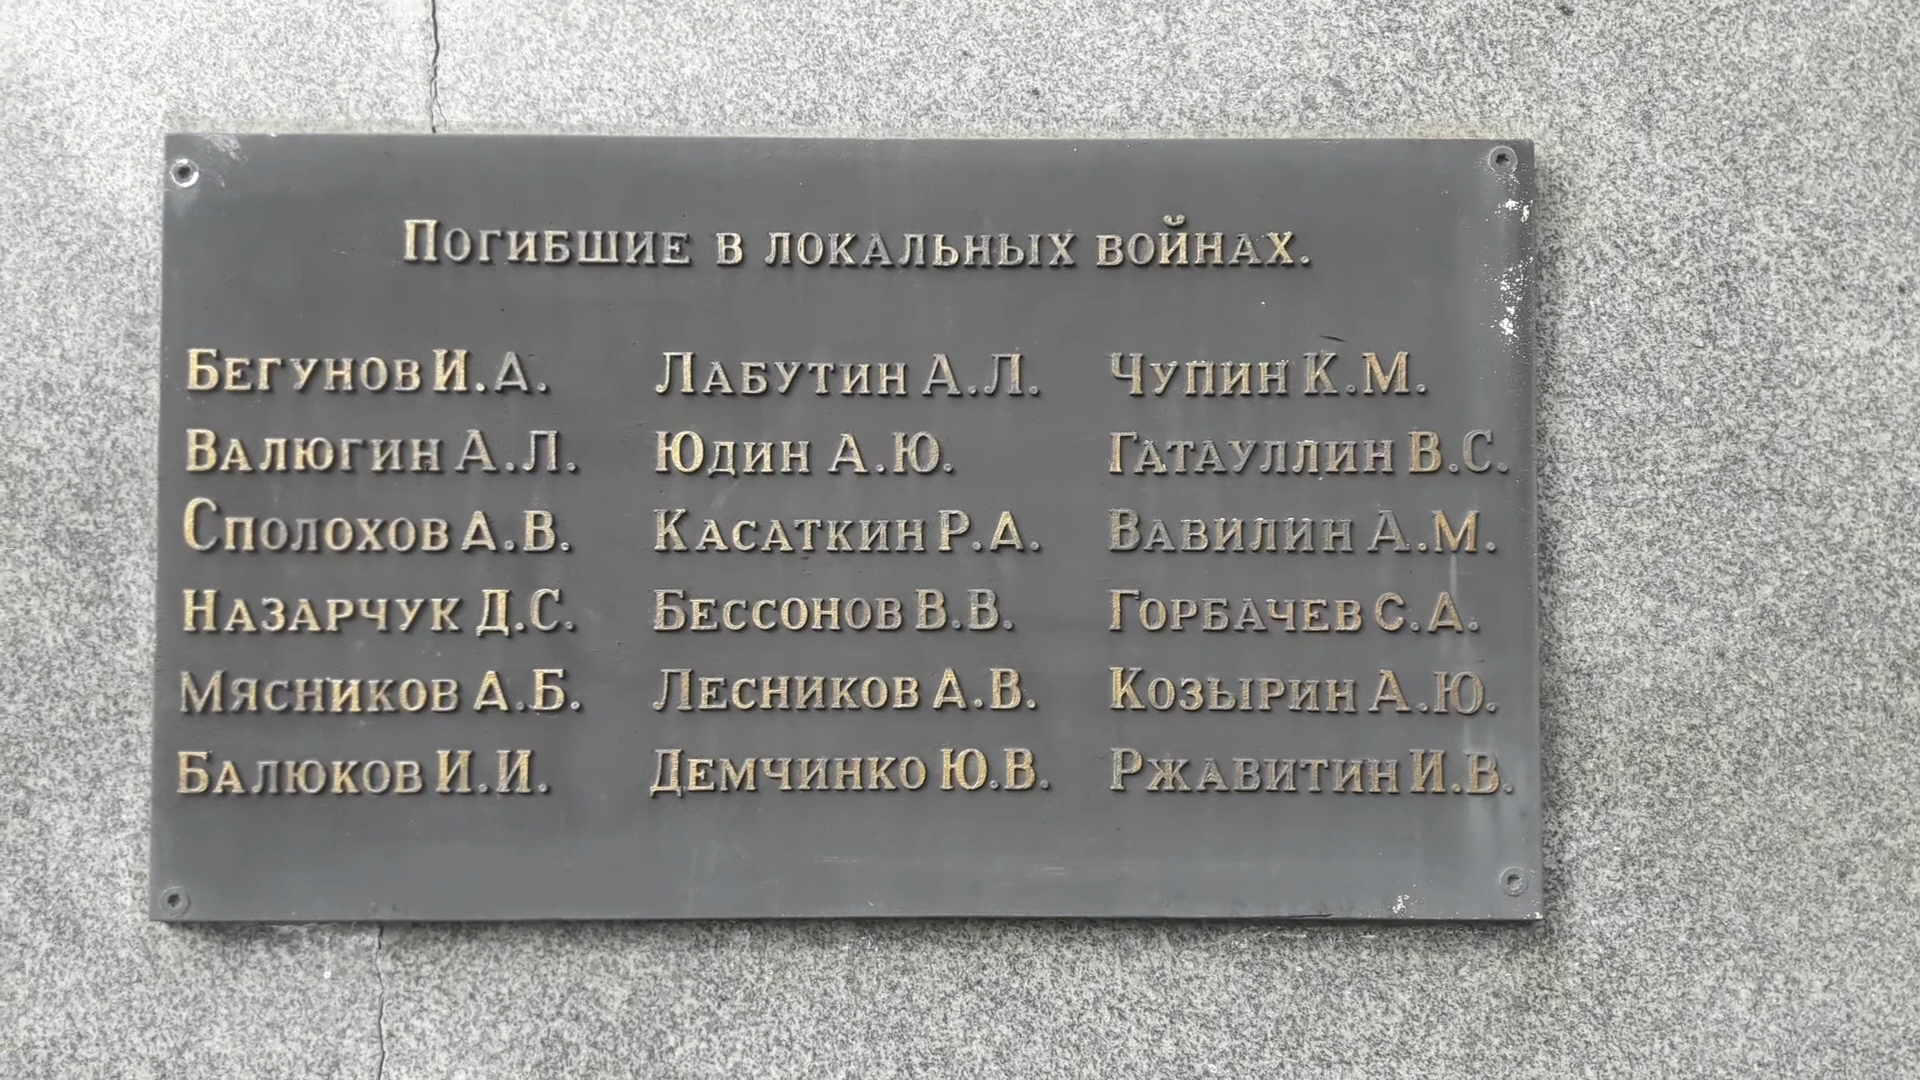 Погибшие в локальных войнах.
Бегунов И.А. Лабутин А.Л. Чупин К.М.
Валюгин А.Л. Юдин А.Ю. Гатауллин В.С.
Сполохов А.В. Касаткин Р.А. Вавилин А.М.
Назарчук Д.С. Бессонов В.В. Горбачев С.А.
Мясников А.Б. Лесников А.В. Козырин А.Ю.
Балюков И.И. Демчинко Ю.В. Ржавитин И.В.